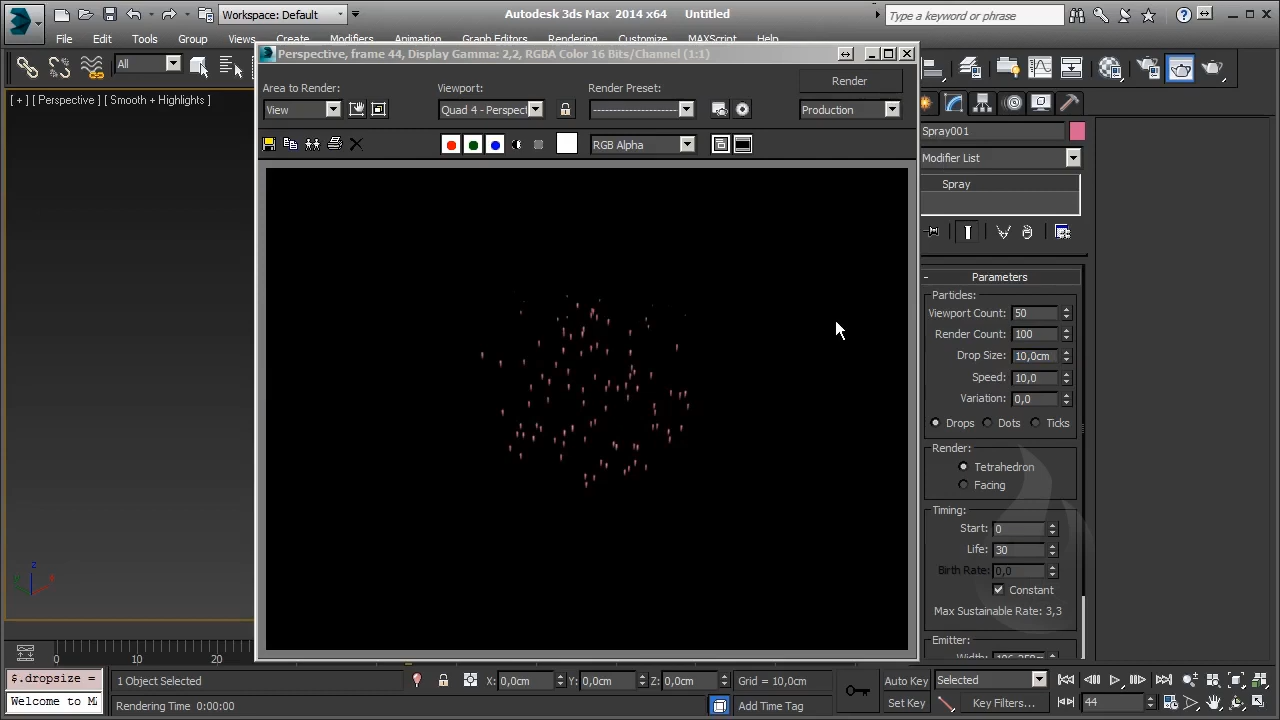 Workspace: Default
Autodesk 3ds Max 2014 x64 Untitled
Type a keyword or phrase
File Edit Tools Group Views Create Modifiers Animation Graph Editors Rendering Customize MAXScript Help
All
[ + ] [ Perspective ] [ Smooth + Highlights ]
Perspective, frame 44, Display Gamma: 2,2, RGBA Color 16 Bits/Channel (1:1)
Area to Render:
View
Viewport:
Quad 4 - Perspect
Render Preset:
Render
Production
RGB Alpha
Spray001
Modifier List
Spray
Parameters
Particles:
Viewport Count: 50
Render Count: 100
Drop Size: 10,0cm
Speed: 10,0
Variation: 0,0
Drops Dots Ticks
Render:
Tetrahedron
Facing
Timing:
Start: 0
Life: 30
Birth Rate: 0,0
Constant
Max Sustainable Rate: 3,3
Emitter:
z
0 10 20
$.dropsize =
Welcome to M
1 Object Selected
X: 0,0cm Y: 0,0cm Z: 0,0cm
Grid = 10,0cm
Auto Key
Selected
Rendering Time 0:00:00
Add Time Tag
Set Key
Key Filters...
44